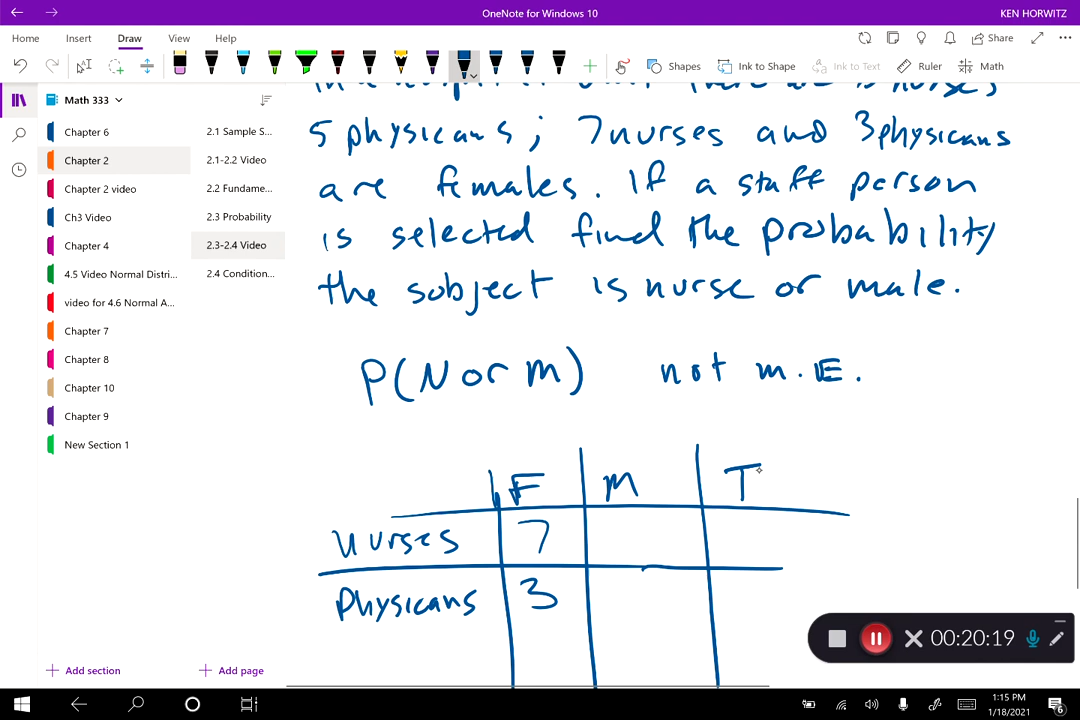 OneNote for Windows 10
KEN HORWITZ
Home Insert Draw View Help
Share
Shapes Ink to Shape Ink to Text Ruler Math
Math 333
Chapter 6
Chapter 2
Chapter 2 video
Ch3 Video
Chapter 4
4.5 Video Normal Distri...
video for 4.6 Normal A...
Chapter 7
Chapter 8
Chapter 10
Chapter 9
New Section 1
Add section
2.1 Sample S...
2.1-2.2 Video
2.2 Fundame...
2.3 Probability
2.3-2.4 Video
2.4 Condition...
Add page
5 physicans; 7 nurses and 3 physicans
are females. If a staff person
is selected find the probability
the subject is nurse or male.
P(N or M) not M.E.
F M T
Nurses 7
Physicans 3
00:20:19
1:15 PM
1/18/2021
6